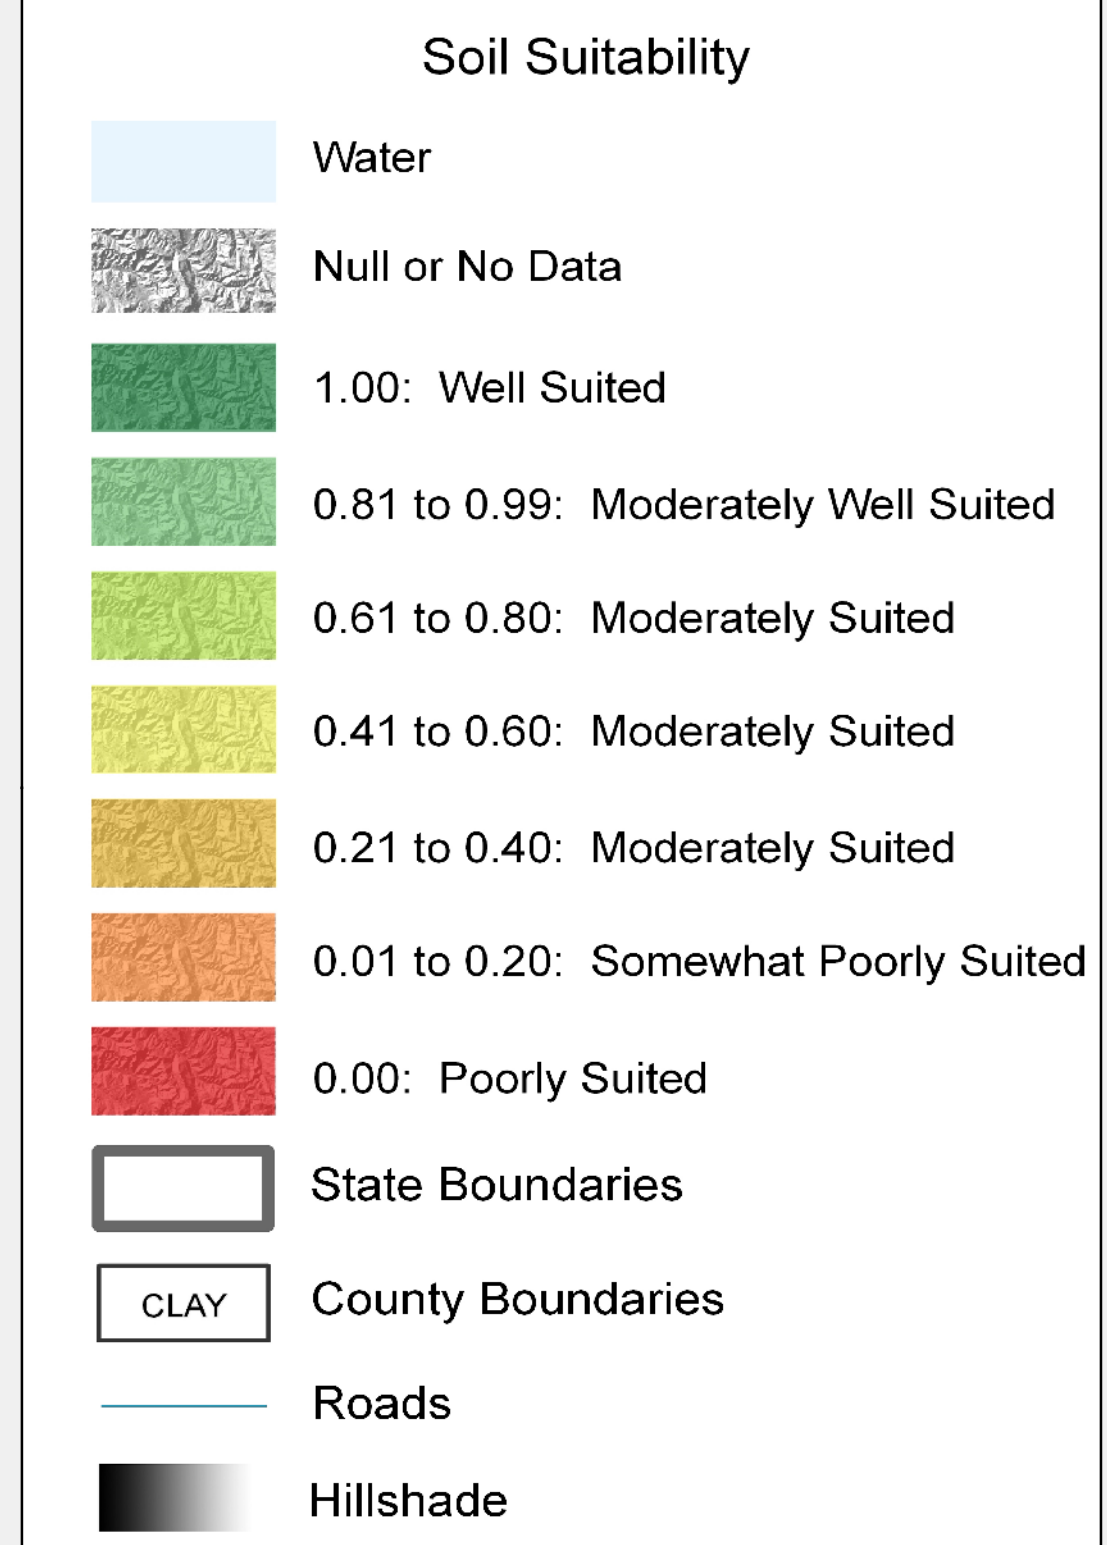 Soil Suitability
Water
Null or No Data
1.00:  Well Suited
0.81 to 0.99:  Moderately Well Suited
0.61 to 0.80:  Moderately Suited
0.41 to 0.60:  Moderately Suited
0.21 to 0.40:  Moderately Suited
0.01 to 0.20:  Somewhat Poorly Suited
0.00:  Poorly Suited
State Boundaries
CLAY County Boundaries
Roads
Hillshade